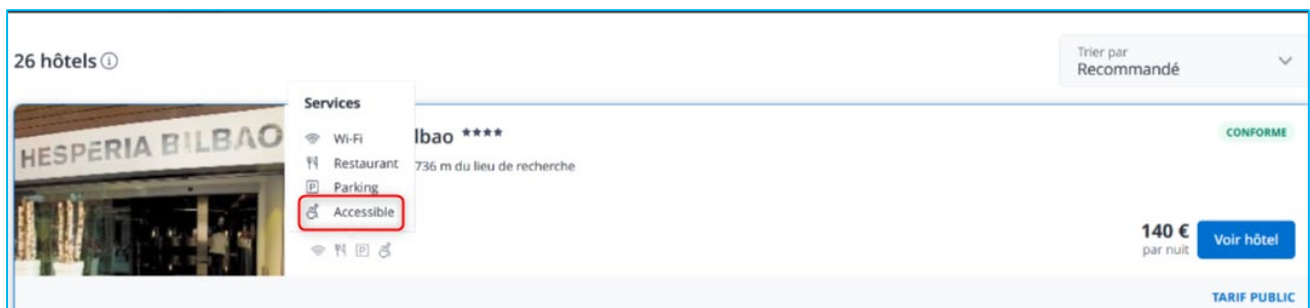 26 hôtels
Trier par
Recommandé
HESPERIA BILBAO
Services
Wi-Fi
Restaurant
Parking
Accessible
lbao ****
736 m du lieu de recherche
CONFORME
140 €
par nuit
Voir hôtel
TARIF PUBLIC